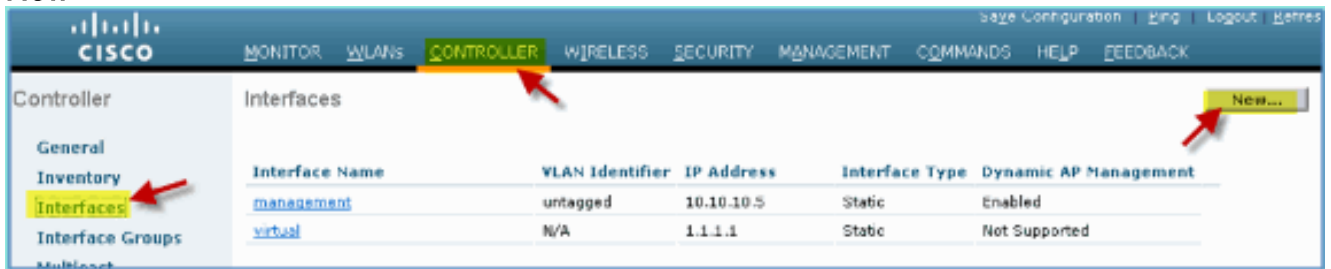 Save Configuration | Ping | Logout | Refres
CISCO MONITOR WLANs CONTROLLER WIRELESS SECURITY MANAGEMENT COMMANDS HELP FEEDBACK
Controller
Interfaces
New...
General
Inventory
Interfaces
Interface Groups
Multicast
Interface Name VLAN Identifier IP Address Interface Type Dynamic AP Management
management untagged 10.10.10.5 Static Enabled
virtual N/A 1.1.1.1 Static Not Supported